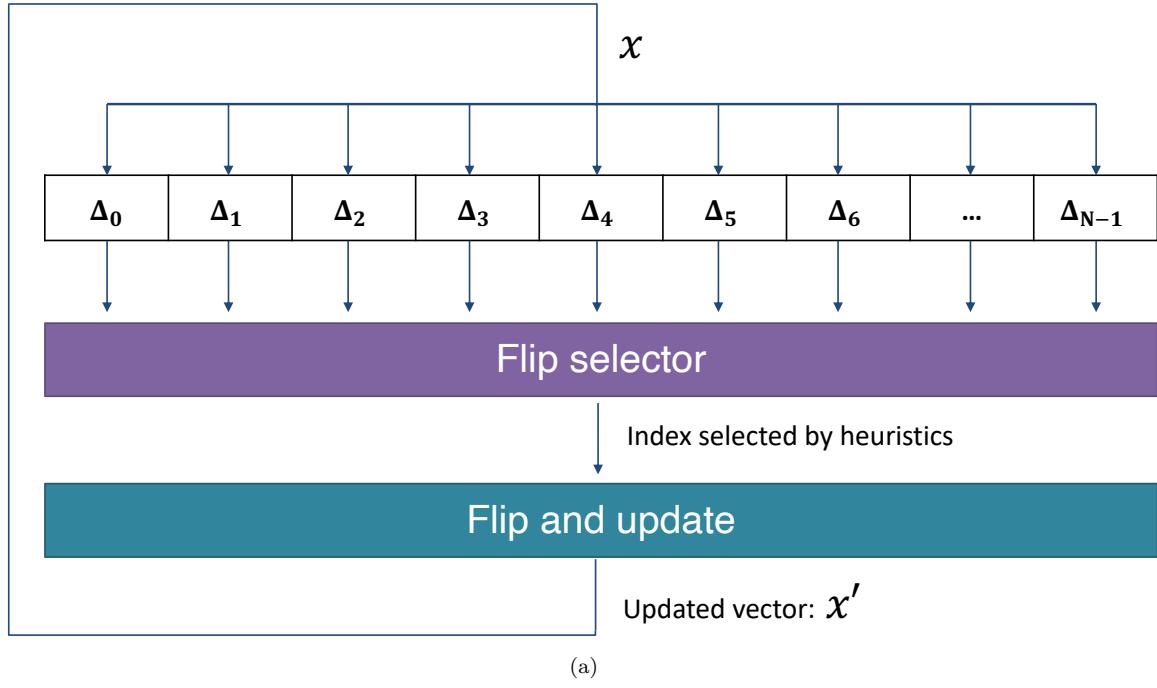 x
Δ₀ Δ₁ Δ₂ Δ₃ Δ₄ Δ₅ Δ₆ ... Δ_{N−1}
Flip selector
Index selected by heuristics
Flip and update
Updated vector: x′
(a)